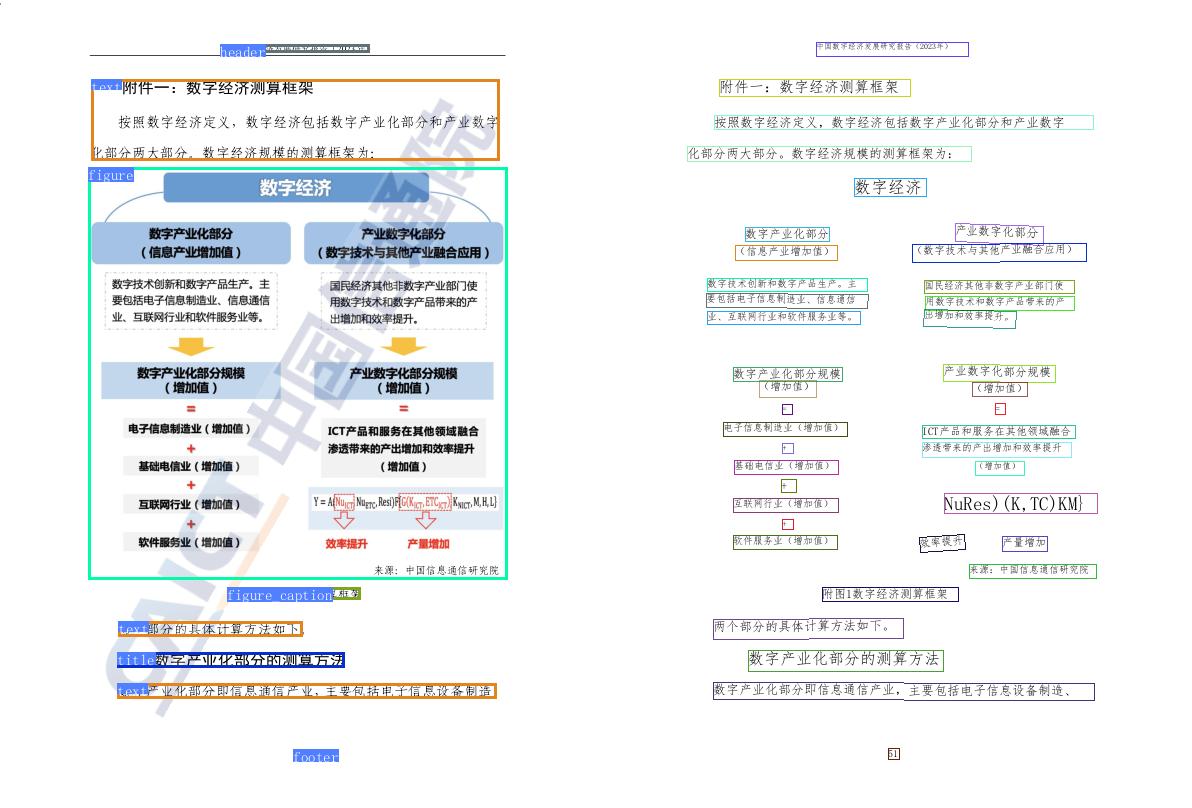 header
text附件一：数字经济测算框架
按照数字经济定义，数字经济包括数字产业化部分和产业数字
化部分两大部分。数字经济规模的测算框架为：
figure
数字经济
数字产业化部分
（信息产业增加值）
产业数字化部分
（数字技术与其他产业融合应用）
数字技术创新和数字产品生产。主
要包括电子信息制造业、信息通信
业、互联网行业和软件服务业等。
国民经济其他非数字产业部门使
用数字技术和数字产品带来的产
出增加和效率提升。
数字产业化部分规模
（增加值）
产业数字化部分规模
（增加值）
=
=
电子信息制造业（增加值）
+
基础电信业（增加值）
+
互联网行业（增加值）
+
软件服务业（增加值）
ICT产品和服务在其他领域融合
渗透带来的产出增加和效率提升
（增加值）
Y = A(Nu_ICT, Nu_ETC, Resi)F[G(K_ICT, ETC_ICT), K_NICT, M, H, L}
效率提升
产量增加
来源：中国信息通信研究院
CAICT 中国信通院
figure_caption
框架
text部分的具体计算方法如下
title数字产业化部分的测算方法
text产业化部分即信息通信产业，主要包括电子信息设备制造
footer
中国数字经济发展研究报告（2023年）
附件一：数字经济测算框架
按照数字经济定义，数字经济包括数字产业化部分和产业数字
化部分两大部分。数字经济规模的测算框架为：
数字经济
数字产业化部分
（信息产业增加值）
产业数字化部分
（数字技术与其他产业融合应用）
数字技术创新和数字产品生产。主
要包括电子信息制造业、信息通信
业、互联网行业和软件服务业等。
国民经济其他非数字产业部门使
用数字技术和数字产品带来的产
出增加和效率提升。
数字产业化部分规模
（增加值）
产业数字化部分规模
（增加值）
=
=
电子信息制造业（增加值）
+
基础电信业（增加值）
+
互联网行业（增加值）
+
软件服务业（增加值）
ICT产品和服务在其他领域融合
渗透带来的产出增加和效率提升
（增加值）
NuRes)(K,TC)KM}
效率提升
产量增加
来源：中国信息通信研究院
附图1数字经济测算框架
两个部分的具体计算方法如下。
数字产业化部分的测算方法
数字产业化部分即信息通信产业，主要包括电子信息设备制造、
51